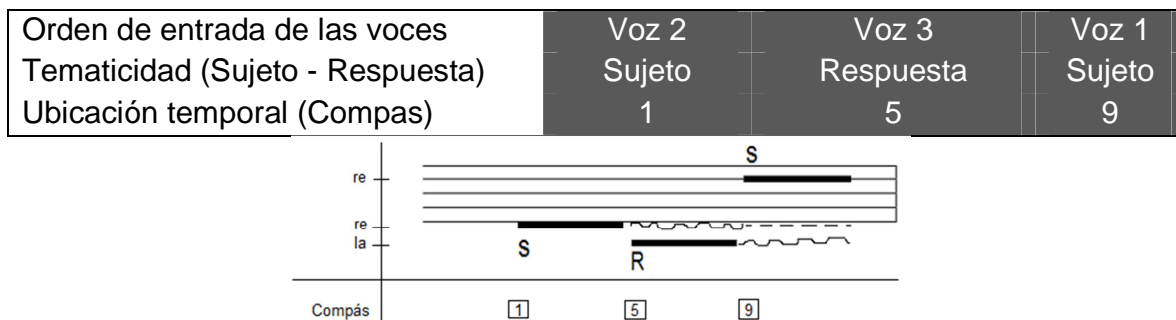 Orden de entrada de las voces Voz 2 Voz 3 Voz 1
Tematicidad (Sujeto - Respuesta) Sujeto Respuesta Sujeto
Ubicación temporal (Compas) 1 5 9
S
re
re
la
S
R
Compás 1 5 9